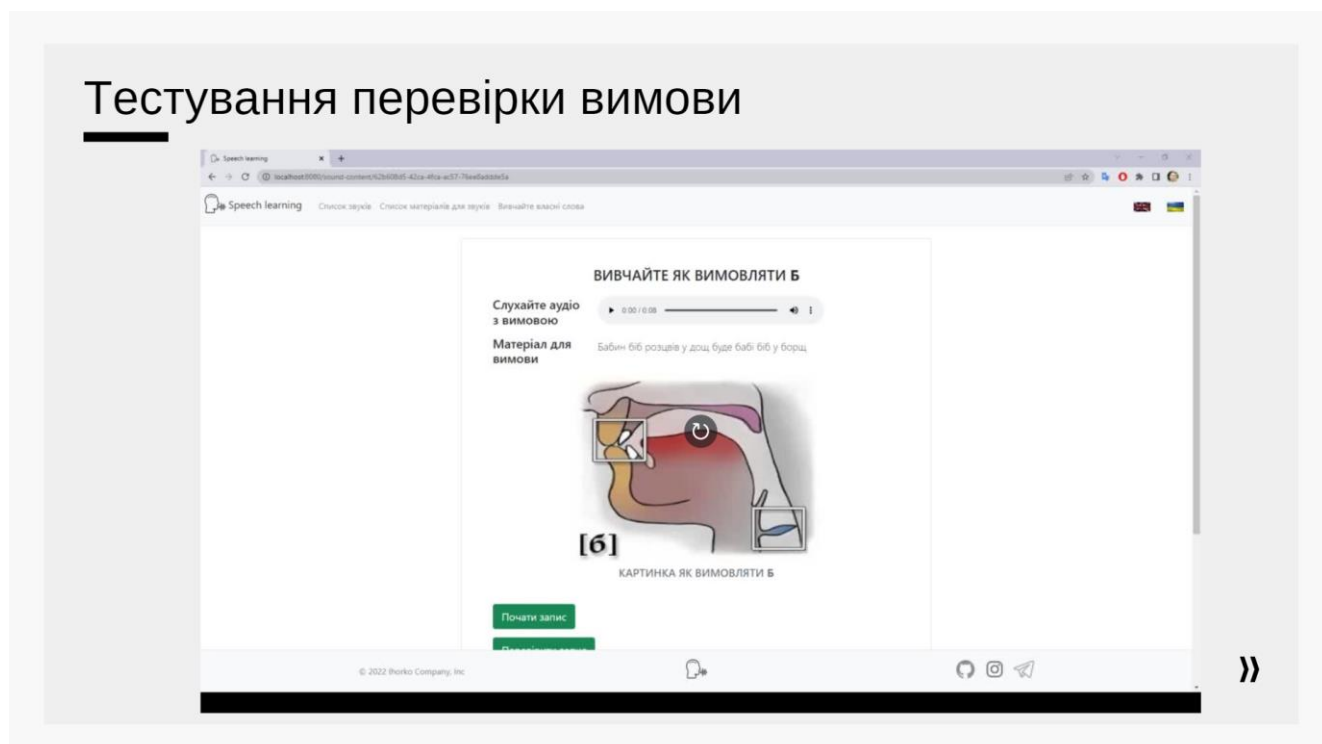 Тестування перевірки вимови
Speech learning
Speech learning Список звуків Список матеріалів для звуків Вивчайте власні слова
ВИВЧАЙТЕ ЯК ВИМОВЛЯТИ Б
Слухайте аудіо
з вимовою
0:00 / 0:08
Матеріал для
вимови
Бабин біб розцвів у дощ, буде бабі біб у борщ
[б]
КАРТИНКА ЯК ВИМОВЛЯТИ Б
Почати запис
© 2022 Ihorko Company, Inc